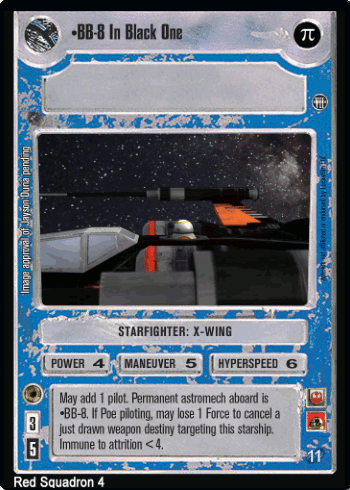 •BB-8 In Black One
π
Image approval of Jayson Duna pending
STARFIGHTER: X-WING
POWER 4 MANEUVER 5 HYPERSPEED 6
May add 1 pilot. Permanent astromech aboard is
•BB-8. If Poe piloting, may lose 1 Force to cancel a
just drawn weapon destiny targeting this starship.
Immune to attrition < 4.
3
5
11
Red Squadron 4